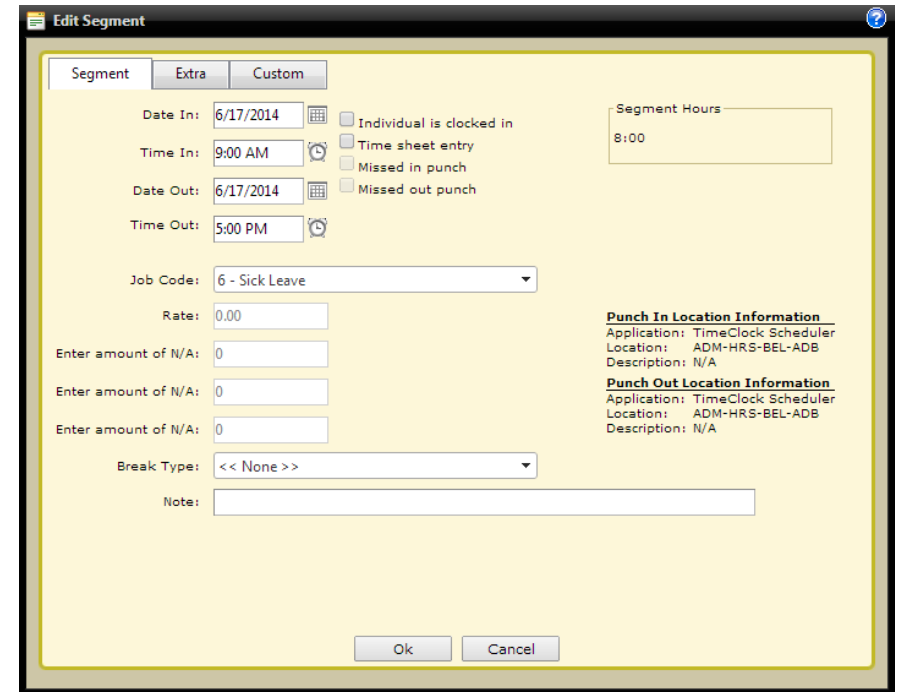 Edit Segment
?
Segment Extra Custom
Date In: 6/17/2014
Individual is clocked in
Time In: 9:00 AM
Time sheet entry
Missed in punch
Date Out: 6/17/2014
Missed out punch
Time Out: 5:00 PM
Segment Hours
8:00
Job Code: 6 - Sick Leave
Rate: 0.00
Enter amount of N/A: 0
Enter amount of N/A: 0
Enter amount of N/A: 0
Break Type: << None >>
Note:
Punch In Location Information
Application: TimeClock Scheduler
Location: ADM-HRS-BEL-ADB
Description: N/A
Punch Out Location Information
Application: TimeClock Scheduler
Location: ADM-HRS-BEL-ADB
Description: N/A
Ok Cancel